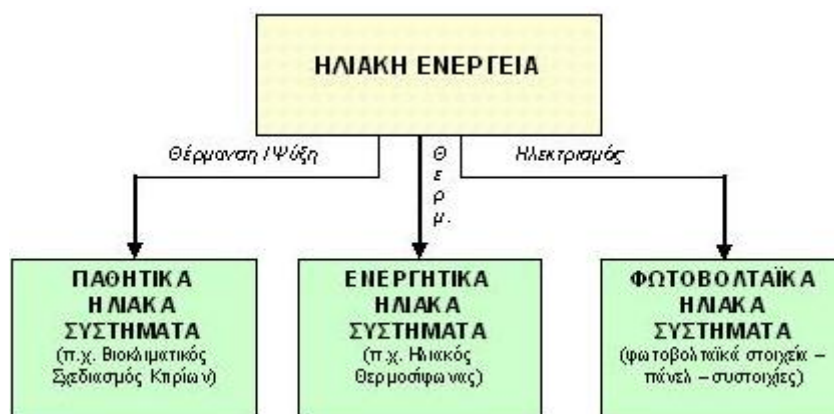 ΗΛΙΑΚΗ ΕΝΕΡΓΕΙΑ
Θέρμανση / Ψύξη
Θερμ.
Ηλεκτρισμός
ΠΑΘΗΤΙΚΑ
ΗΛΙΑΚΑ
ΣΥΣΤΗΜΑΤΑ
(π.χ. Βιοκλιματικός
Σχεδιασμός Κτιρίων)
ΕΝΕΡΓΗΤΙΚΑ
ΗΛΙΑΚΑ
ΣΥΣΤΗΜΑΤΑ
(π.χ. Ηλιακός
Θερμοσίφωνας)
ΦΩΤΟΒΟΛΤΑΪΚΑ
ΗΛΙΑΚΑ
ΣΥΣΤΗΜΑΤΑ
(φωτοβολταϊκά στοιχεία –
πάνελ – συστοιχίες)